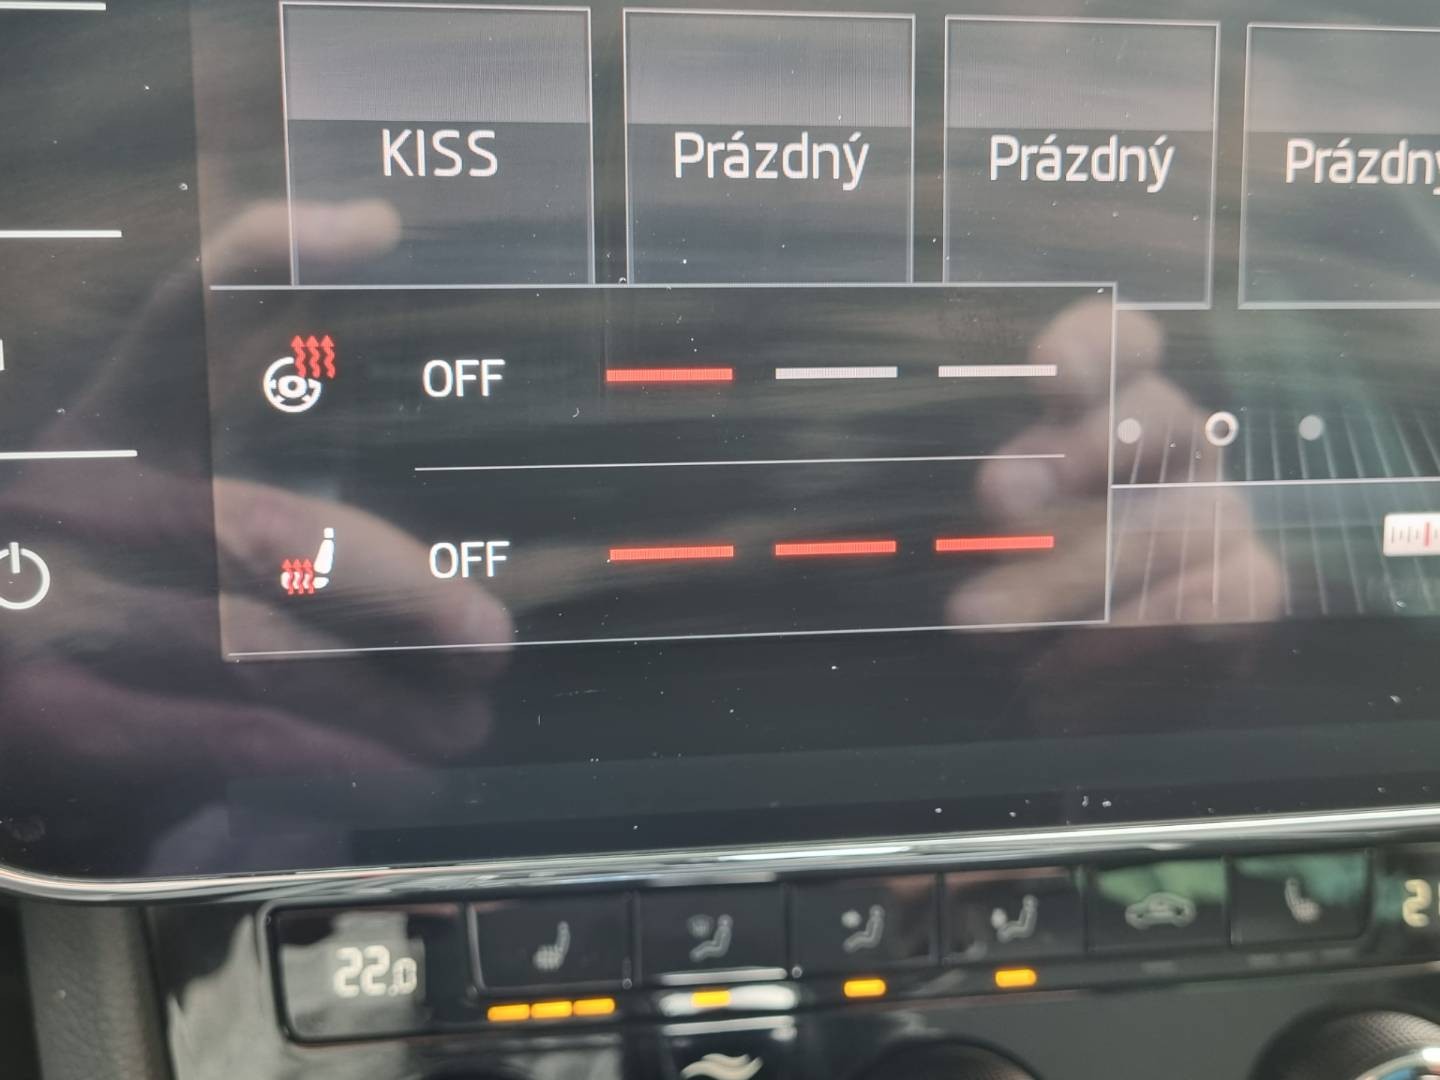 KISS
Prázdný
Prázdný
Prázdný
OFF
OFF
22.0